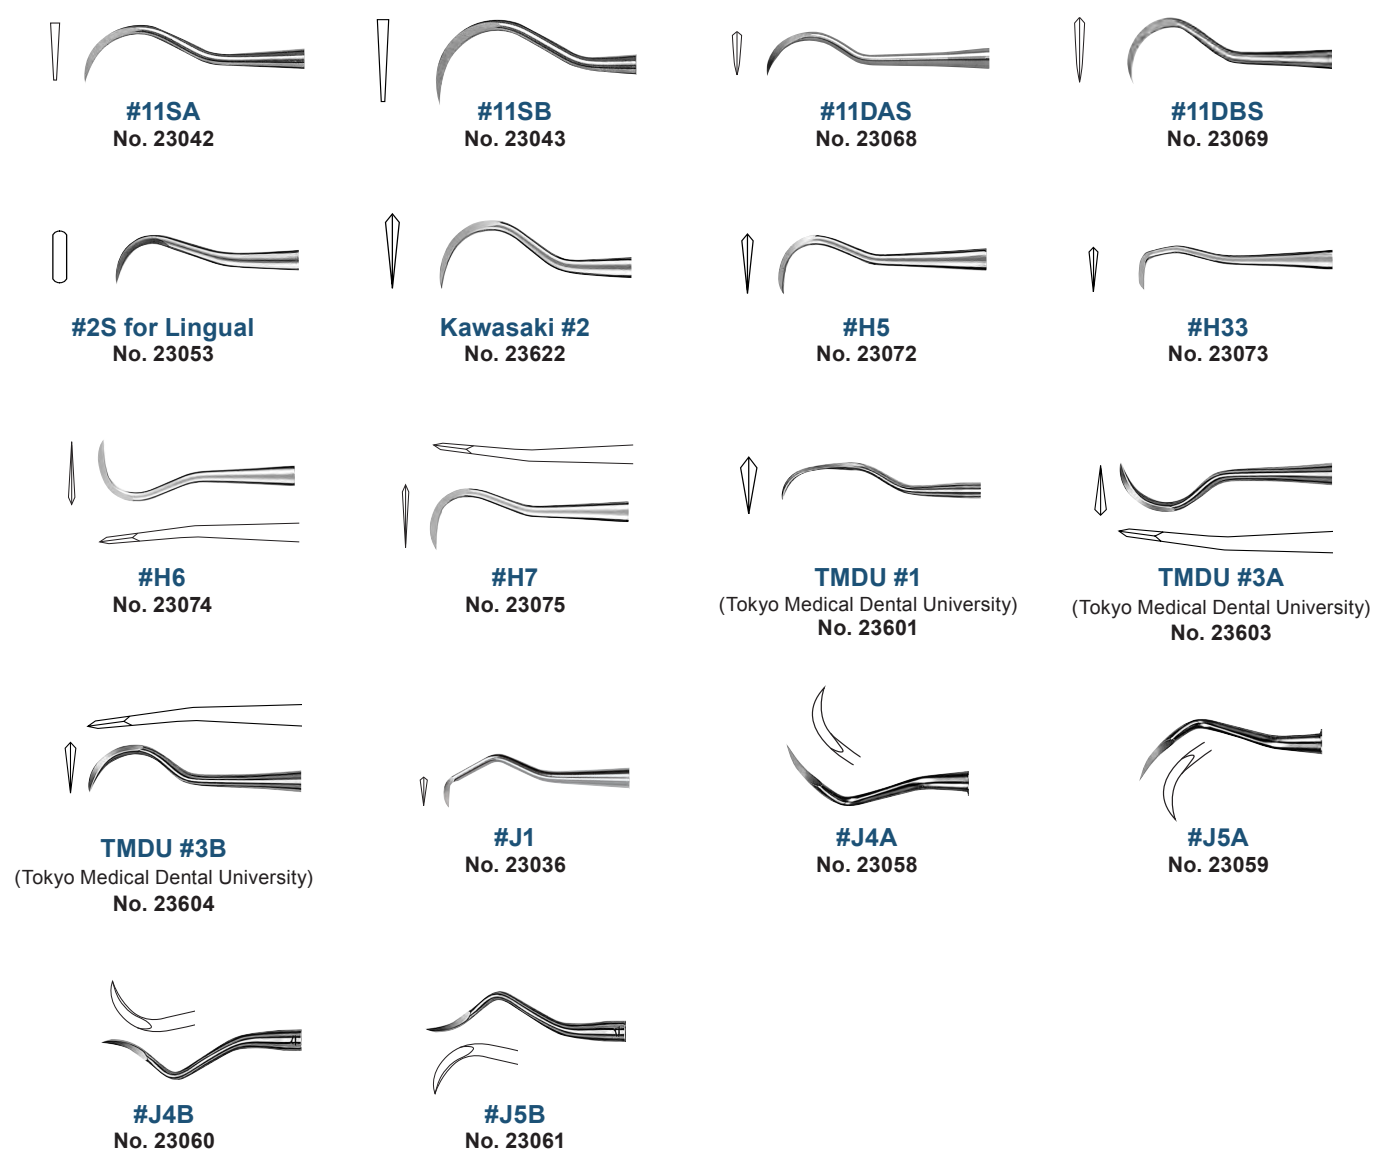 #11SA
No. 23042
#11SB
No. 23043
#11DAS
No. 23068
#11DBS
No. 23069
#2S for Lingual
No. 23053
Kawasaki #2
No. 23622
#H5
No. 23072
#H33
No. 23073
#H6
No. 23074
#H7
No. 23075
TMDU #1
(Tokyo Medical Dental University)
No. 23601
TMDU #3A
(Tokyo Medical Dental University)
No. 23603
TMDU #3B
(Tokyo Medical Dental University)
No. 23604
#J1
No. 23036
#J4A
No. 23058
#J5A
No. 23059
#J4B
No. 23060
#J5B
No. 23061